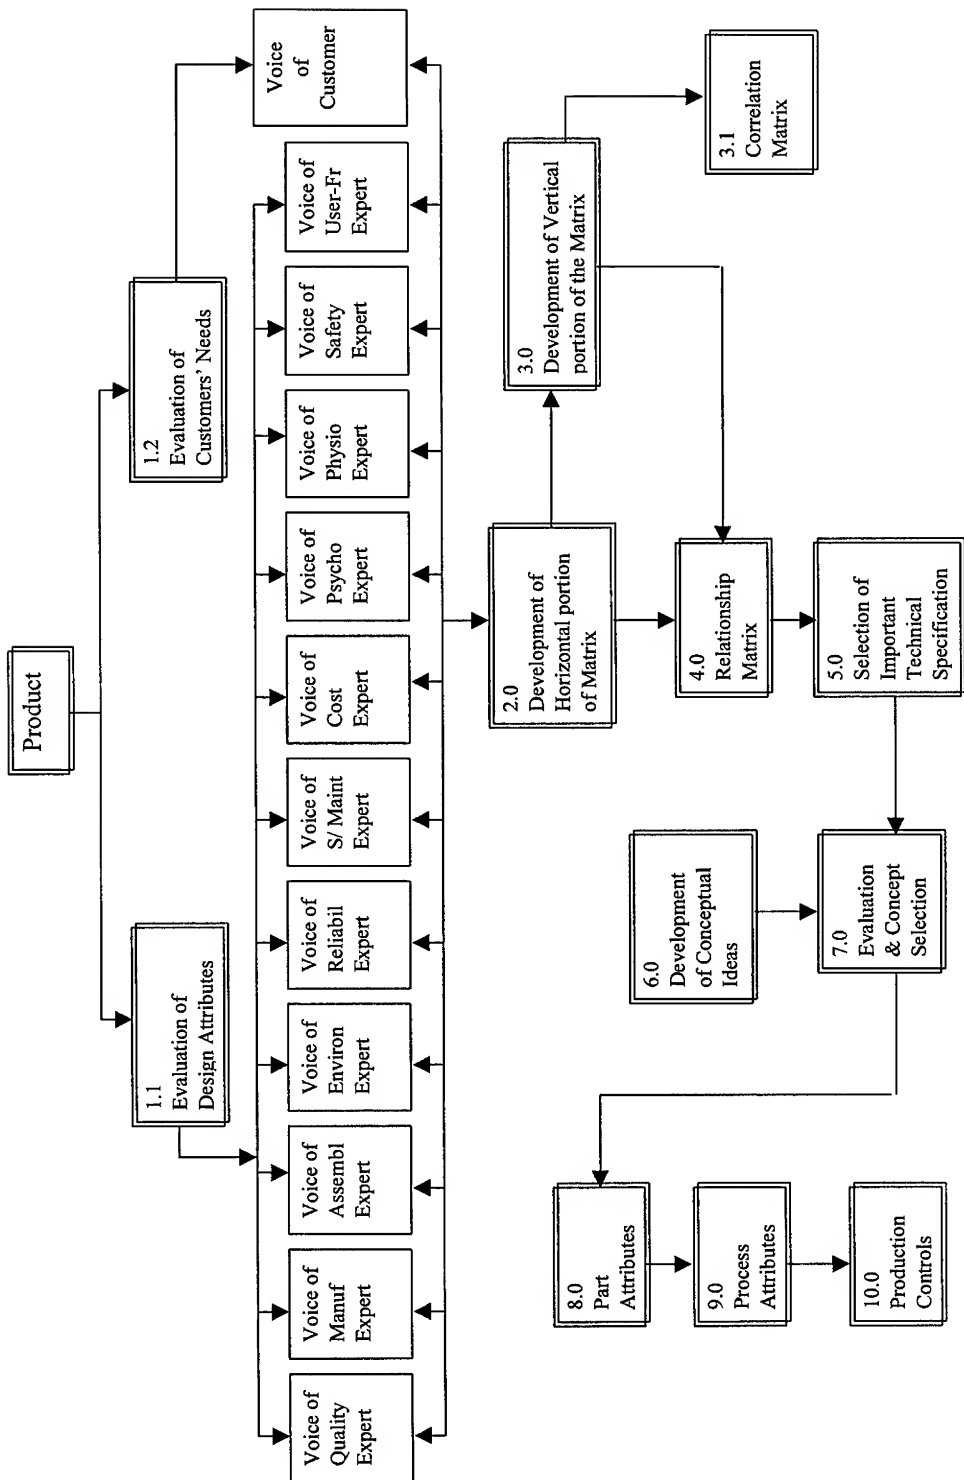 Product
1.1
Evaluation of
Design Attributes
1.2
Evaluation of
Customers' Needs
Voice of
Quality
Expert
Voice of
Manuf
Expert
Voice of
Assembl
Expert
Voice of
Environ
Expert
Voice of
Reliabil
Expert
Voice of
S/ Maint
Expert
Voice of
Cost
Expert
Voice of
Psycho
Expert
Voice of
Physio
Expert
Voice of
Safety
Expert
Voice of
User-Fr
Expert
Voice
of
Customer
2.0
Development of
Horizontal portion
of Matrix
3.0
Development of Vertical
portion of the Matrix
3.1
Correlation
Matrix
4.0
Relationship
Matrix
5.0
Selection of
Important
Technical
Specification
6.0
Development
of Conceptual
Ideas
7.0
Evaluation
& Concept
Selection
8.0
Part
Attributes
9.0
Process
Attributes
10.0
Production
Controls